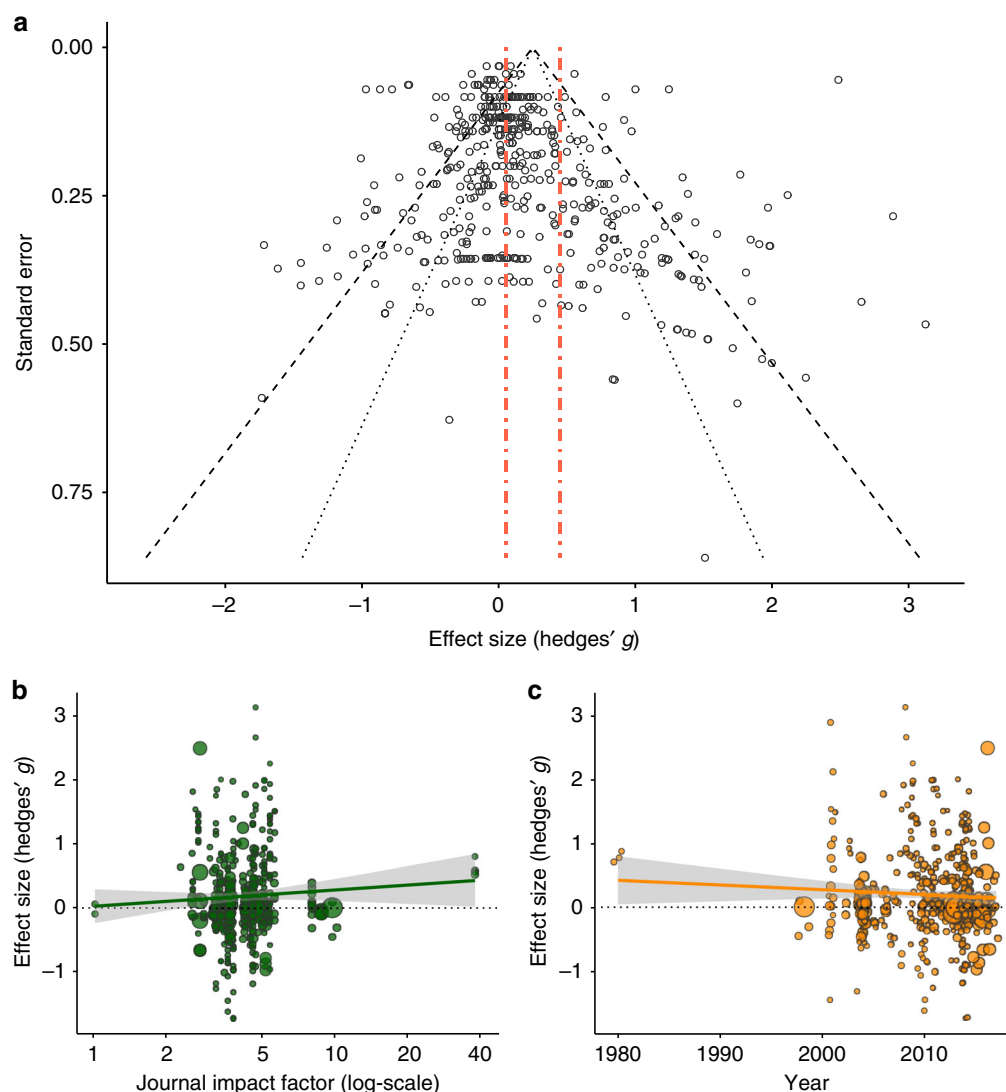 a
0.00
0.25
0.50
0.75
Standard error
–2 –1 0 1 2 3
Effect size (hedges′ g)
b
3
2
1
0
–1
Effect size (hedges′ g)
1 2 5 10 20 40
Journal impact factor (log-scale)
c
3
2
1
0
–1
Effect size (hedges′ g)
1980 1990 2000 2010
Year